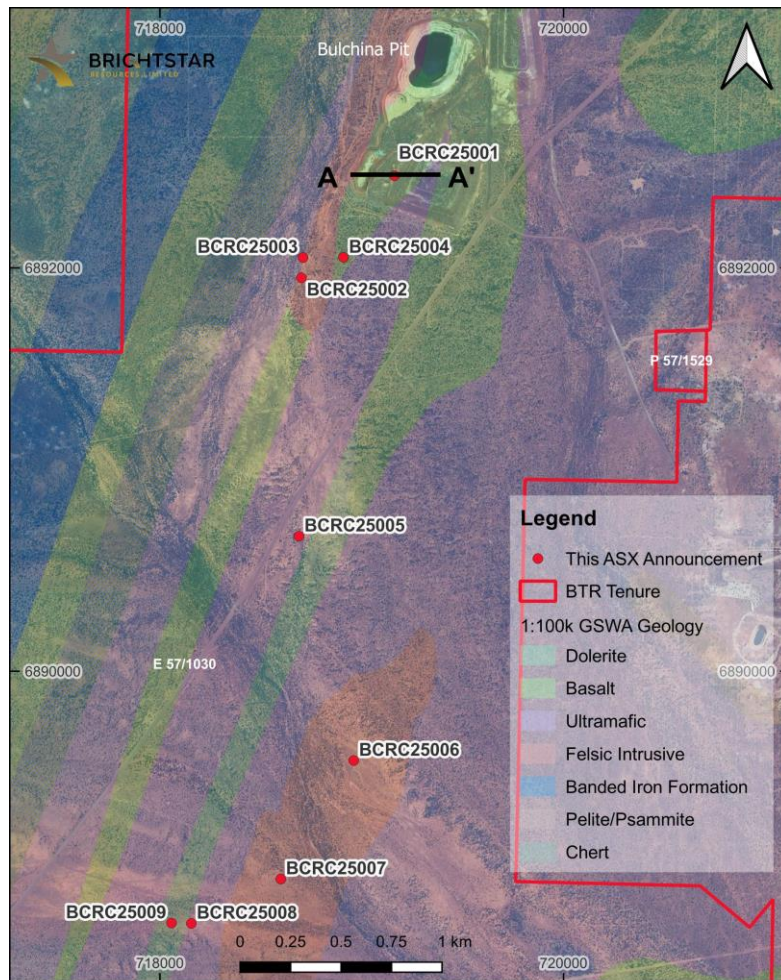 718000
720000
Bulchina Pit
BRICHTSTAR
RESOURCES LIMITED
BCRC25001
A
A'
BCRC25003
BCRC25004
6892000
6892000
BCRC25002
P 57/1529
Legend
This ASX Announcement
BTR Tenure
1:100k GSWA Geology
Dolerite
Basalt
Ultramafic
Felsic Intrusive
Banded Iron Formation
Pelite/Psammite
Chert
BCRC25005
E 57/1030
6890000
6890000
BCRC25006
BCRC25007
BCRC25009
BCRC25008
0 0.25 0.5 0.75 1 km
718000
720000